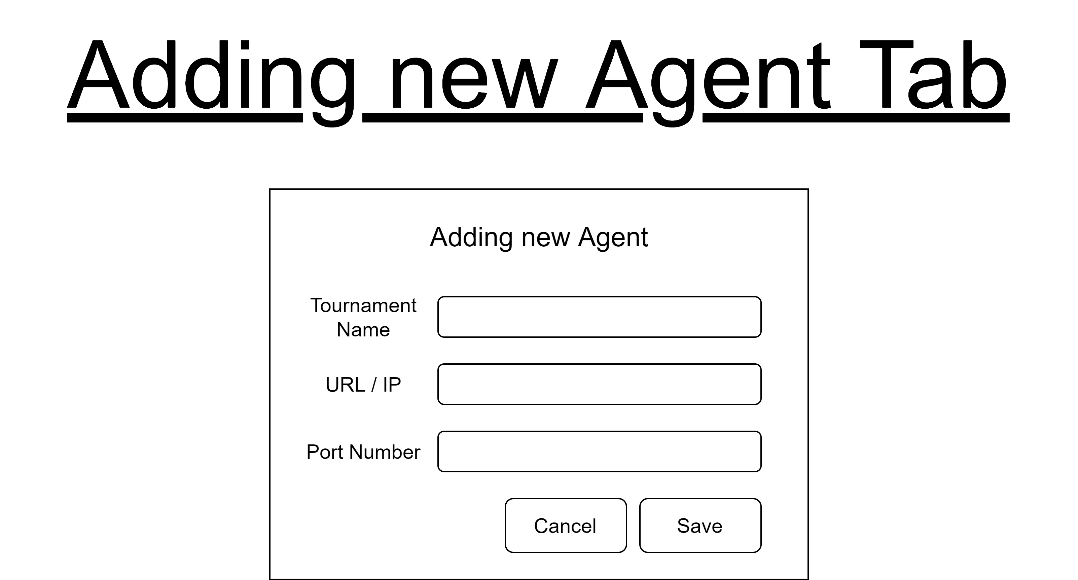 Adding new Agent Tab
Adding new Agent
Tournament
Name
URL / IP
Port Number
Cancel
Save